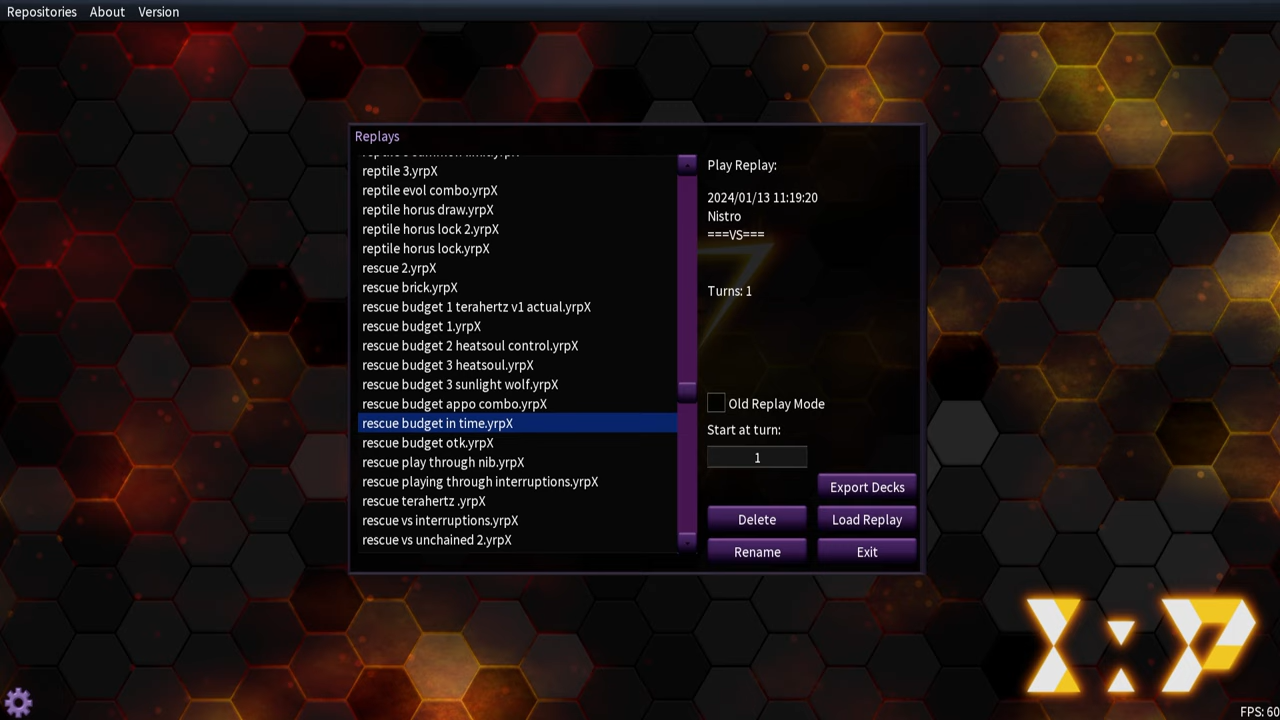 Repositories About Version
Replays
reptile 3.yrpX
reptile evol combo.yrpX
reptile horus draw.yrpX
reptile horus lock 2.yrpX
reptile horus lock.yrpX
rescue 2.yrpX
rescue brick.yrpX
rescue budget 1 terahertz v1 actual.yrpX
rescue budget 1.yrpX
rescue budget 2 heatsoul control.yrpX
rescue budget 3 heatsoul.yrpX
rescue budget 3 sunlight wolf.yrpX
rescue budget appo combo.yrpX
rescue budget in time.yrpX
rescue budget otk.yrpX
rescue play through nib.yrpX
rescue playing through interruptions.yrpX
rescue terahertz .yrpX
rescue vs interruptions.yrpX
rescue vs unchained 2.yrpX
Play Replay:
2024/01/13 11:19:20
Nistro
===VS===
Turns: 1
Old Replay Mode
Start at turn:
1
Export Decks
Delete Load Replay
Rename Exit
FPS: 60